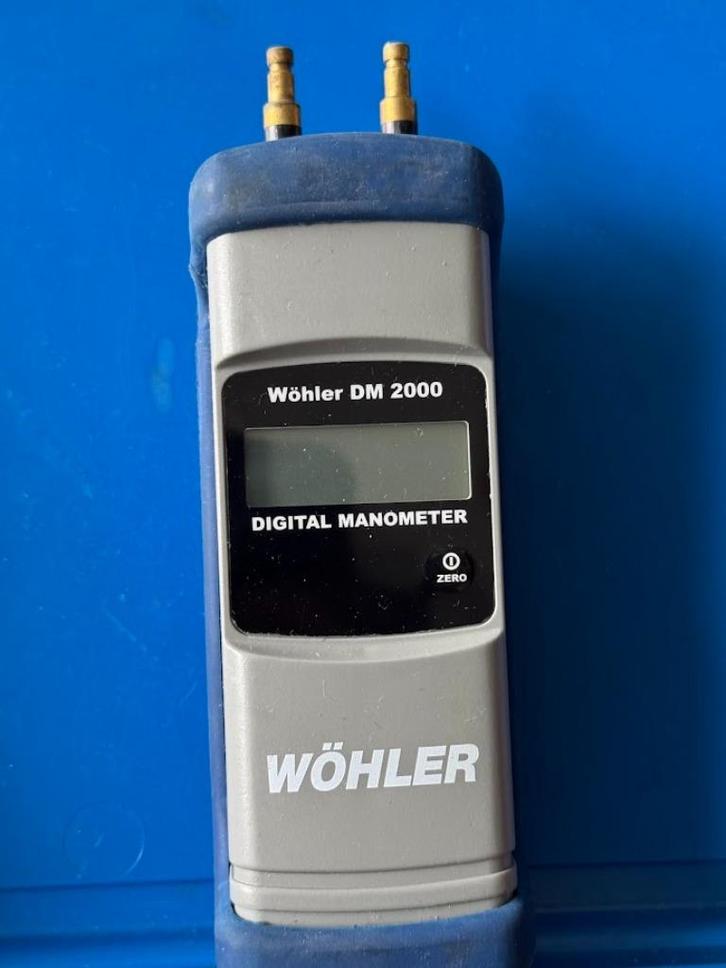 Wöhler DM 2000
DIGITAL MANOMETER
ZERO
WÖHLER